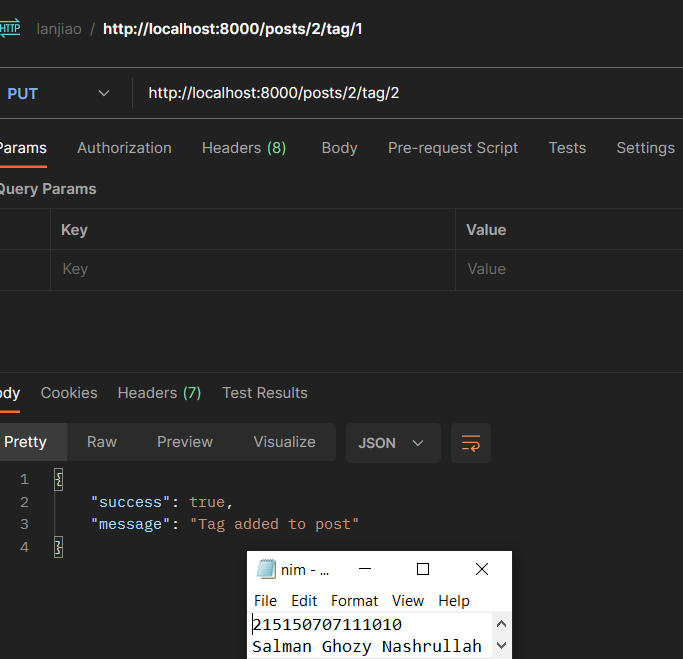 HTTP lanjiao / http://localhost:8000/posts/2/tag/1
PUT http://localhost:8000/posts/2/tag/2
Params Authorization Headers (8) Body Pre-request Script Tests Settings
Query Params
Key Value
Key Value
ody Cookies Headers (7) Test Results
Pretty Raw Preview Visualize JSON
1 {
2 "success": true,
3 "message": "Tag added to post"
4 }
nim - ...
File Edit Format View Help
215150707111010
Salman Ghozy Nashrullah